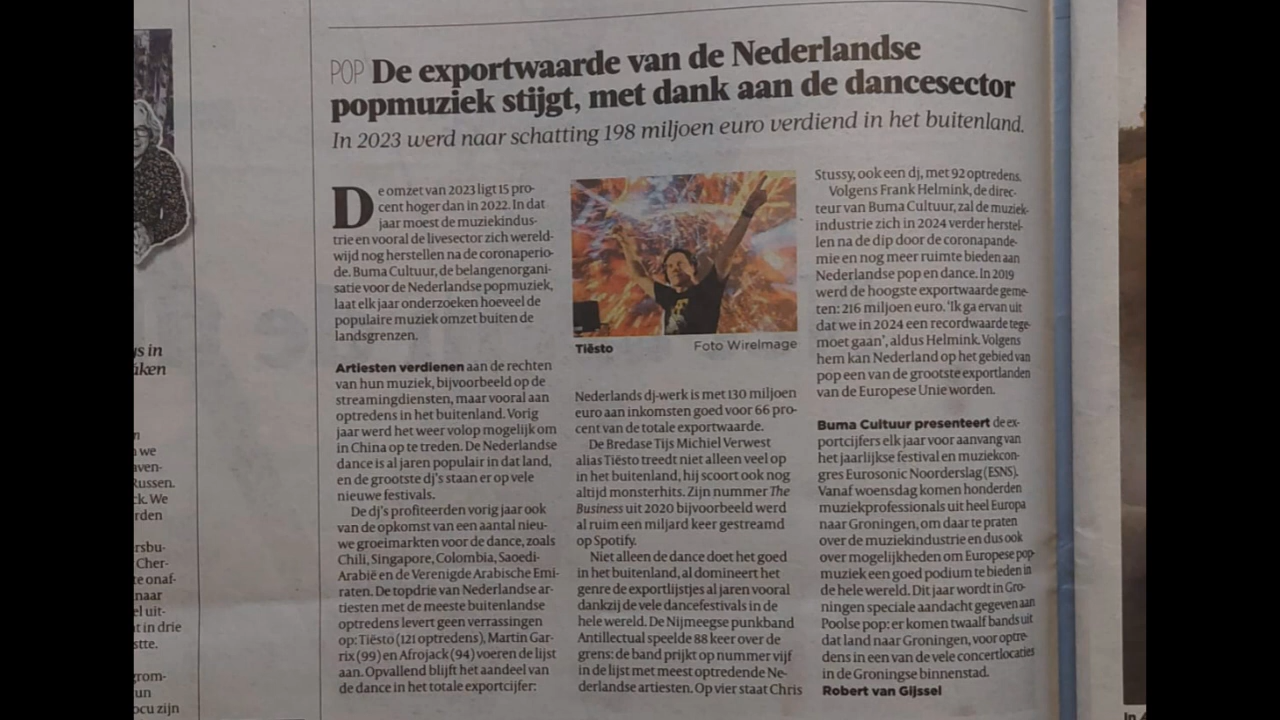 POP De exportwaarde van de Nederlandse
popmuziek stijgt, met dank aan de dancesector
In 2023 werd naar schatting 198 miljoen euro verdiend in het buitenland.
De omzet van 2023 ligt 15 pro-
cent hoger dan in 2022. In dat
jaar moest de muziekindus-
trie en vooral de livesector zich wereld-
wijd nog herstellen na de coronaperio-
de. Buma Cultuur, de belangenorgani-
satie voor de Nederlandse popmuziek,
laat elk jaar onderzoeken hoeveel de
populaire muziek omzet buiten de
landsgrenzen.
Artiesten verdienen aan de rechten
van hun muziek, bijvoorbeeld op de
streamingdiensten, maar vooral aan
optredens in het buitenland. Vorig
jaar werd het weer volop mogelijk om
in China op te treden. De Nederlandse
dance is al jaren populair in dat land,
en de grootste dj's staan er op vele
nieuwe festivals.
De dj's profiteerden vorig jaar ook
van de opkomst van een aantal nieu-
we groeimarkten voor de dance, zoals
Chili, Singapore, Colombia, Saoedi-
Arabië en de Verenigde Arabische Emi-
raten. De topdrie van Nederlandse ar-
tiesten met de meeste buitenlandse
optredens levert geen verrassingen
op: Tiësto (121 optredens), Martin Gar-
rix (99) en Afrojack (94) voeren de lijst
aan. Opvallend blijft het aandeel van
de dance in het totale exportcijfer:
Tiësto Foto WireImage
Nederlands dj-werk is met 130 miljoen
euro aan inkomsten goed voor 66 pro-
cent van de totale exportwaarde.
De Bredase Tijs Michiel Verwest
alias Tiësto treedt niet alleen veel op
in het buitenland, hij scoort ook nog
altijd monsterhits. Zijn nummer The
Business uit 2020 bijvoorbeeld werd
al ruim een miljard keer gestreamd
op Spotify.
Niet alleen de dance doet het goed
in het buitenland, al domineert het
genre de exportlijstjes al jaren vooral
dankzij de vele dancefestivals in de
hele wereld. De Nijmeegse punkband
Antillectual speelde 88 keer over de
grens: de band prijkt op nummer vijf
in de lijst met meest optredende Ne-
derlandse artiesten. Op vier staat Chris
Stussy, ook een dj, met 92 optredens.
Volgens Frank Helmink, de direc-
teur van Buma Cultuur, zal de muziek-
industrie zich in 2024 verder herstel-
len na de dip door de coronapande-
mie en nog meer ruimte bieden aan
Nederlandse pop en dance. In 2019
werd de hoogste exportwaarde geme-
ten: 216 miljoen euro. 'Ik ga ervan uit
dat we in 2024 een recordwaarde tege-
moet gaan', aldus Helmink. Volgens
hem kan Nederland op het gebied van
pop een van de grootste exportlanden
van de Europese Unie worden.
Buma Cultuur presenteert de ex-
portcijfers elk jaar voor aanvang van
het jaarlijkse festival en muziekcon-
gres Eurosonic Noorderslag (ESNS).
Vanaf woensdag komen honderden
muziekprofessionals uit heel Europa
naar Groningen, om daar te praten
over de muziekindustrie en dus ook
over mogelijkheden om Europese pop-
muziek een goed podium te bieden in
de hele wereld. Dit jaar wordt in Gro-
ningen speciale aandacht gegeven aan
Poolse pop: er komen twaalf bands uit
dat land naar Groningen, voor optre-
dens in een van de vele concertlocaties
in de Groningse binnenstad.
Robert van Gijssel